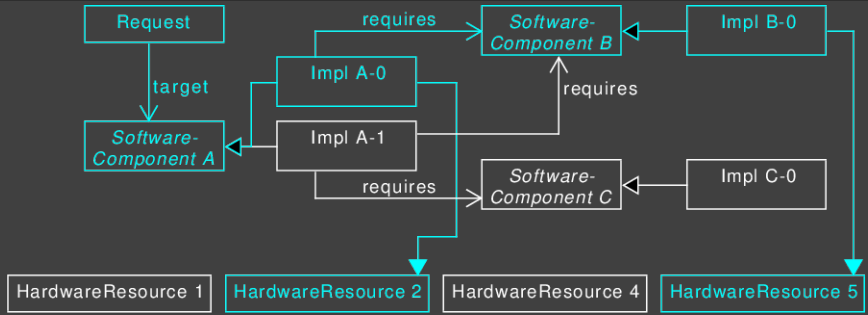 Request
requires
Software-
Component B
Impl B-0
Impl A-0
target
requires
Software-
Component A
Impl A-1
requires
Software-
Component C
Impl C-0
HardwareResource 1
HardwareResource 2
HardwareResource 4
HardwareResource 5